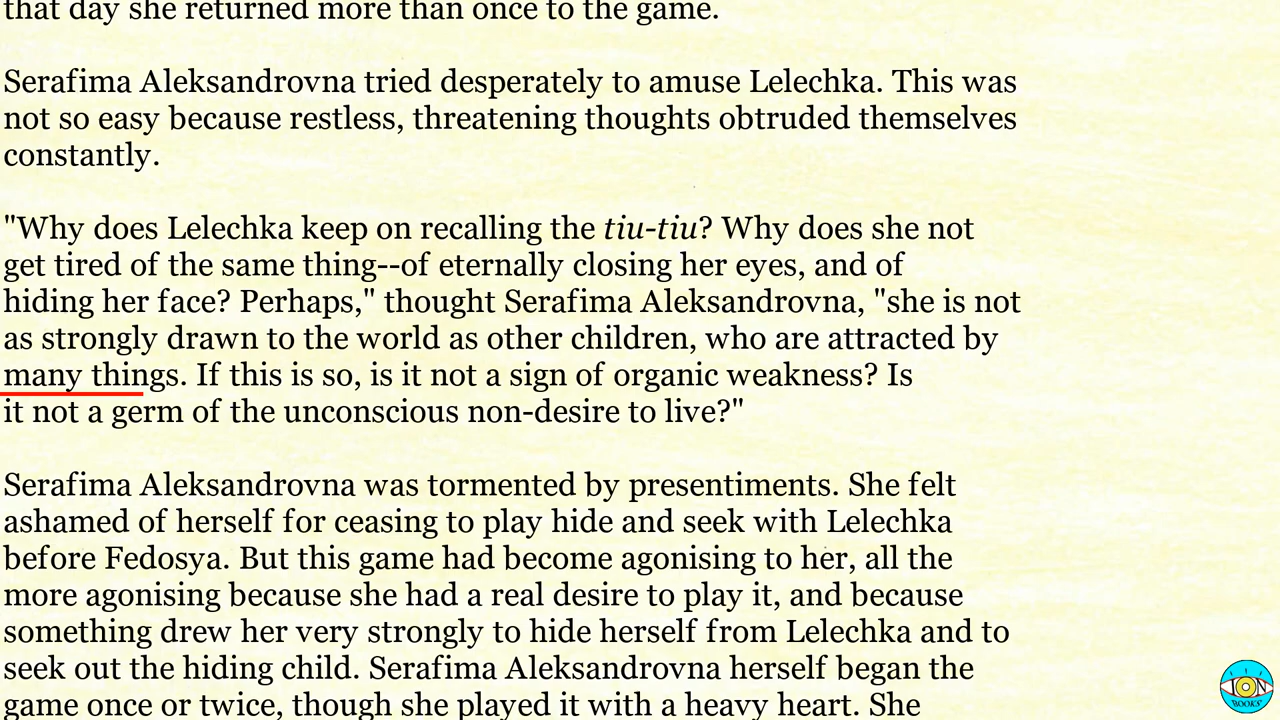 that day she returned more than once to the game.
Serafima Aleksandrovna tried desperately to amuse Lelechka. This was
not so easy because restless, threatening thoughts obtruded themselves
constantly.
"Why does Lelechka keep on recalling the tiu-tiu? Why does she not
get tired of the same thing--of eternally closing her eyes, and of
hiding her face? Perhaps," thought Serafima Aleksandrovna, "she is not
as strongly drawn to the world as other children, who are attracted by
many things. If this is so, is it not a sign of organic weakness? Is
it not a germ of the unconscious non-desire to live?"
Serafima Aleksandrovna was tormented by presentiments. She felt
ashamed of herself for ceasing to play hide and seek with Lelechka
before Fedosya. But this game had become agonising to her, all the
more agonising because she had a real desire to play it, and because
something drew her very strongly to hide herself from Lelechka and to
seek out the hiding child. Serafima Aleksandrovna herself began the
game once or twice, though she played it with a heavy heart. She
ION
BOOKS